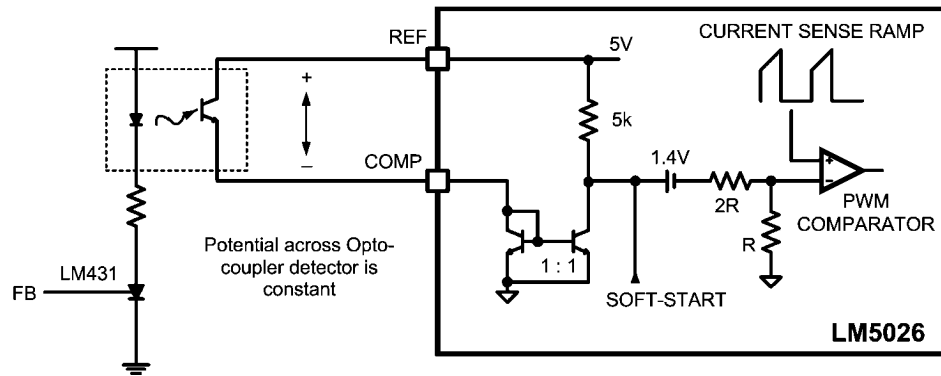 REF
5V
CURRENT SENSE RAMP
+
5k
–
COMP
1.4V
+
–
2R
PWM
COMPARATOR
R
Potential across Opto-
coupler detector is
constant
1 : 1
LM431
FB
SOFT-START
LM5026